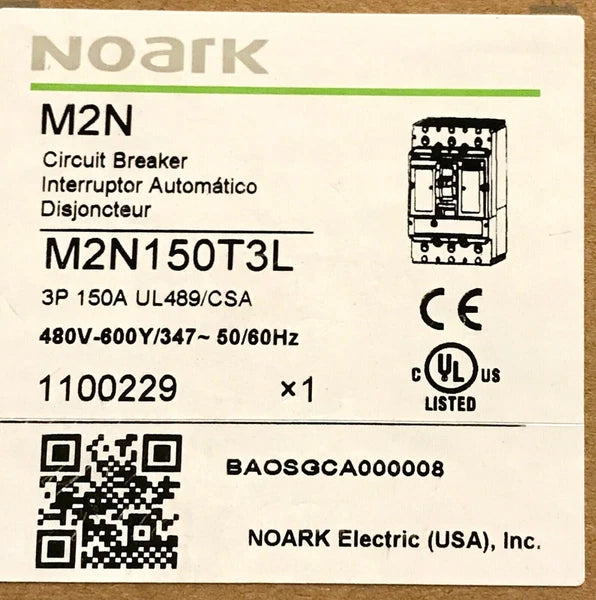 NOARK
M2N
Circuit Breaker
Interruptor Automático
Disjoncteur
M2N150T3L
3P 150A UL489/CSA
480V-600Y/347~ 50/60Hz
1100229 x1
CE
C UL US
LISTED
BAOSGCA000008
NOARK Electric (USA), Inc.